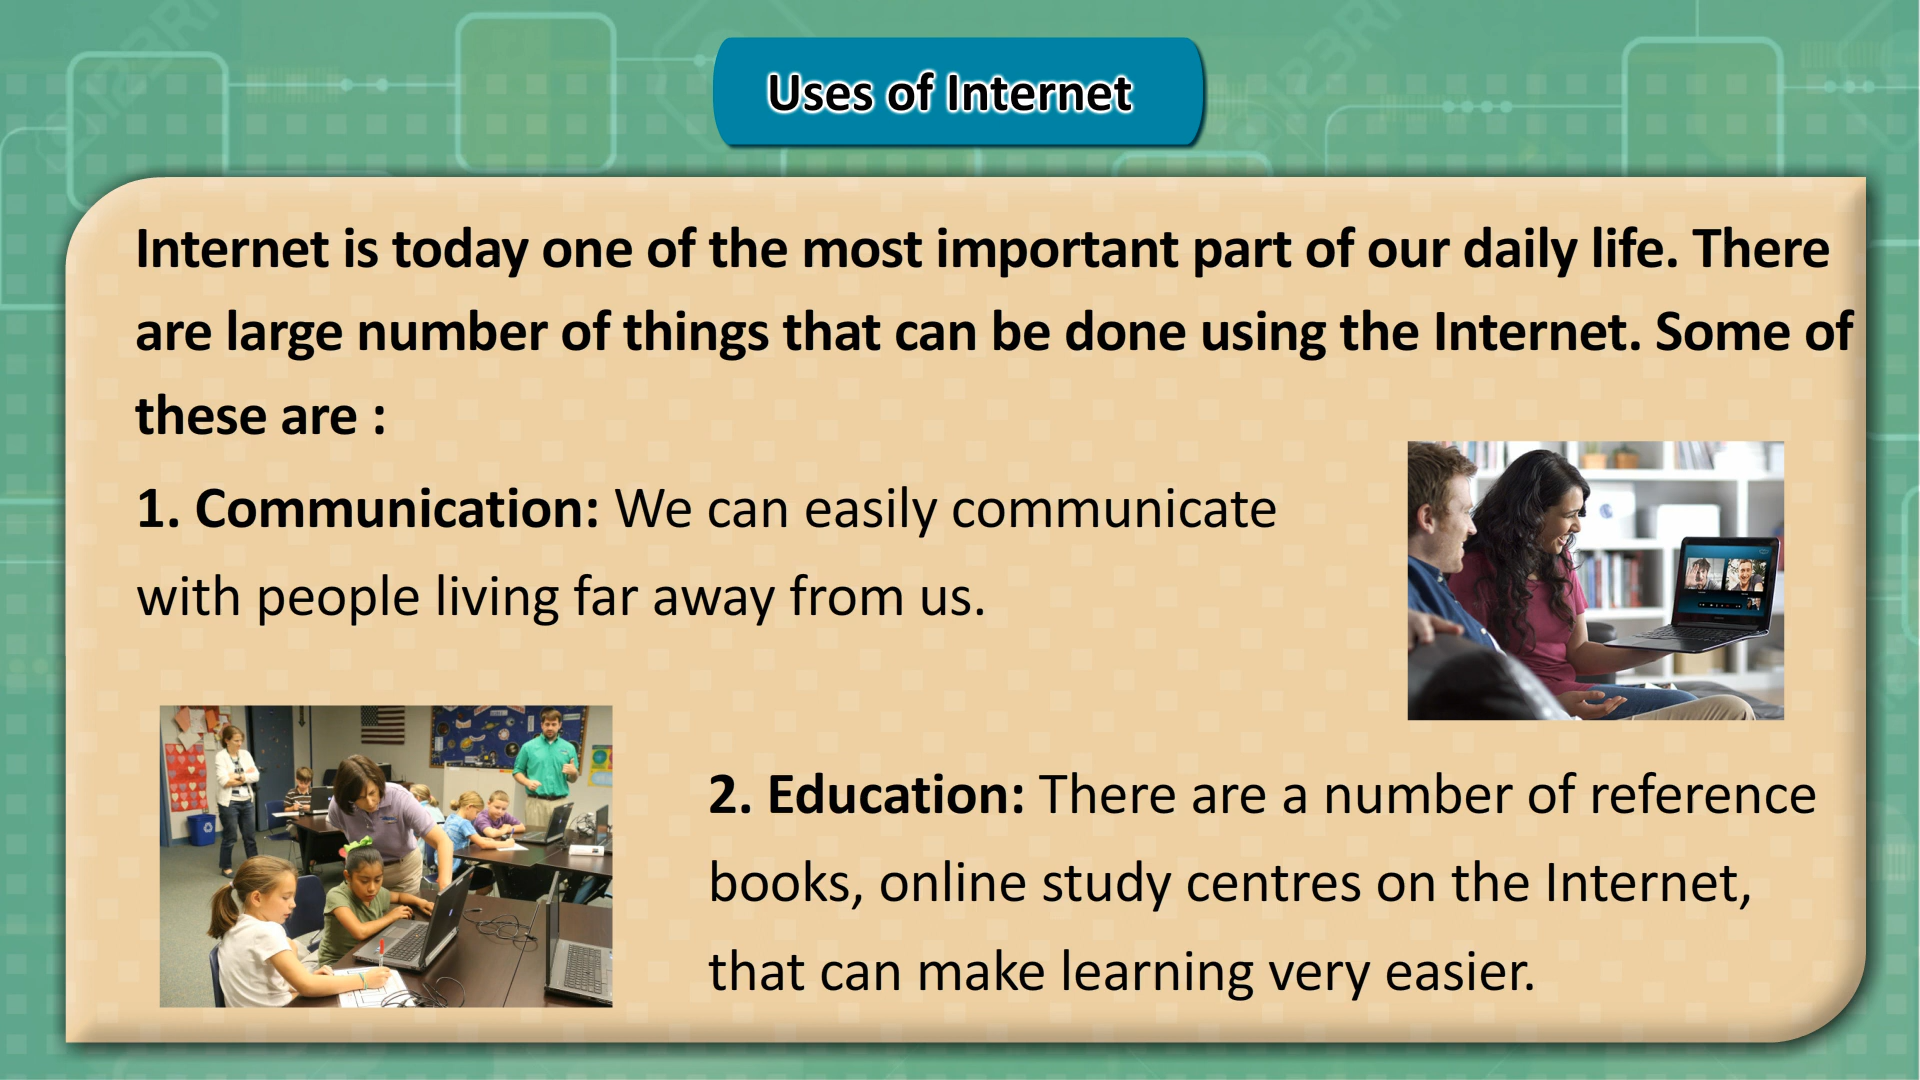 Uses of Internet
Internet is today one of the most important part of our daily life. There
are large number of things that can be done using the Internet. Some of
these are :
1. Communication: We can easily communicate
with people living far away from us.
2. Education: There are a number of reference
books, online study centres on the Internet,
that can make learning very easier.